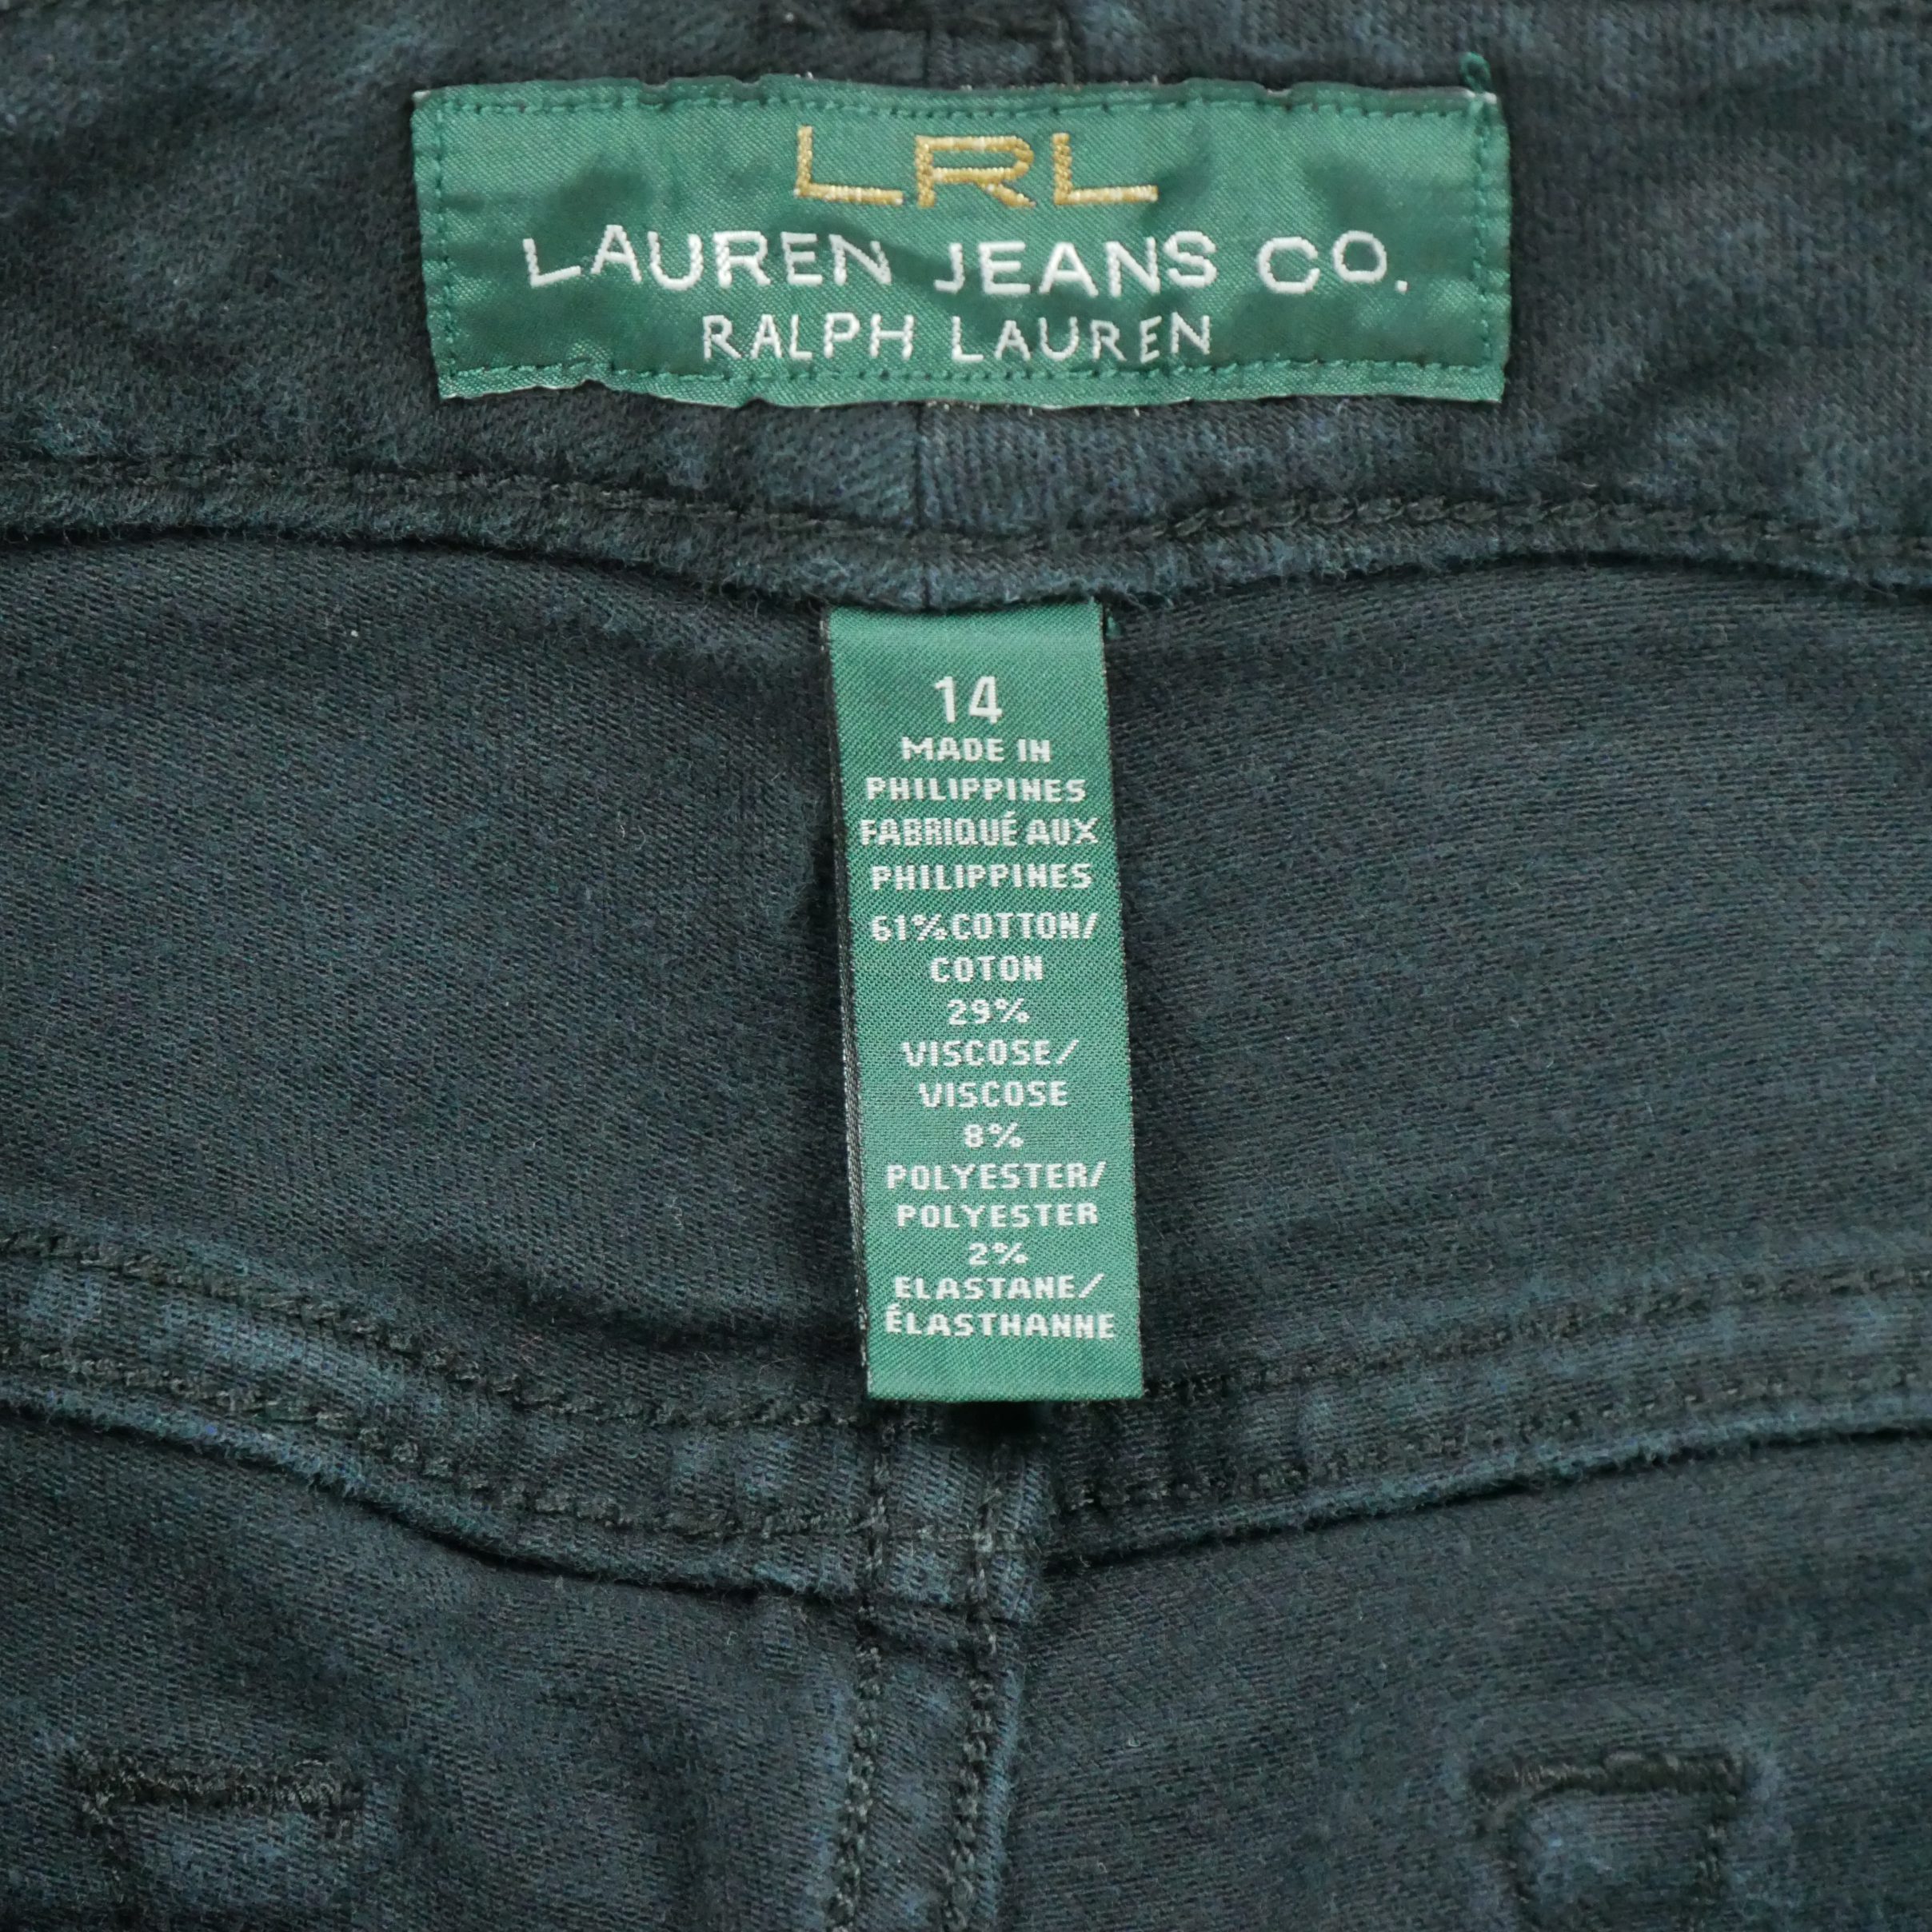 LRL
LAUREN JEANS CO.
RALPH LAUREN
14
MADE IN
PHILIPPINES
FABRIQUÉ AUX
PHILIPPINES
61% COTTON/
COTON
29%
VISCOSE/
VISCOSE
8%
POLYESTER/
POLYESTER
2%
ELASTANE/
ÉLASTHANNE